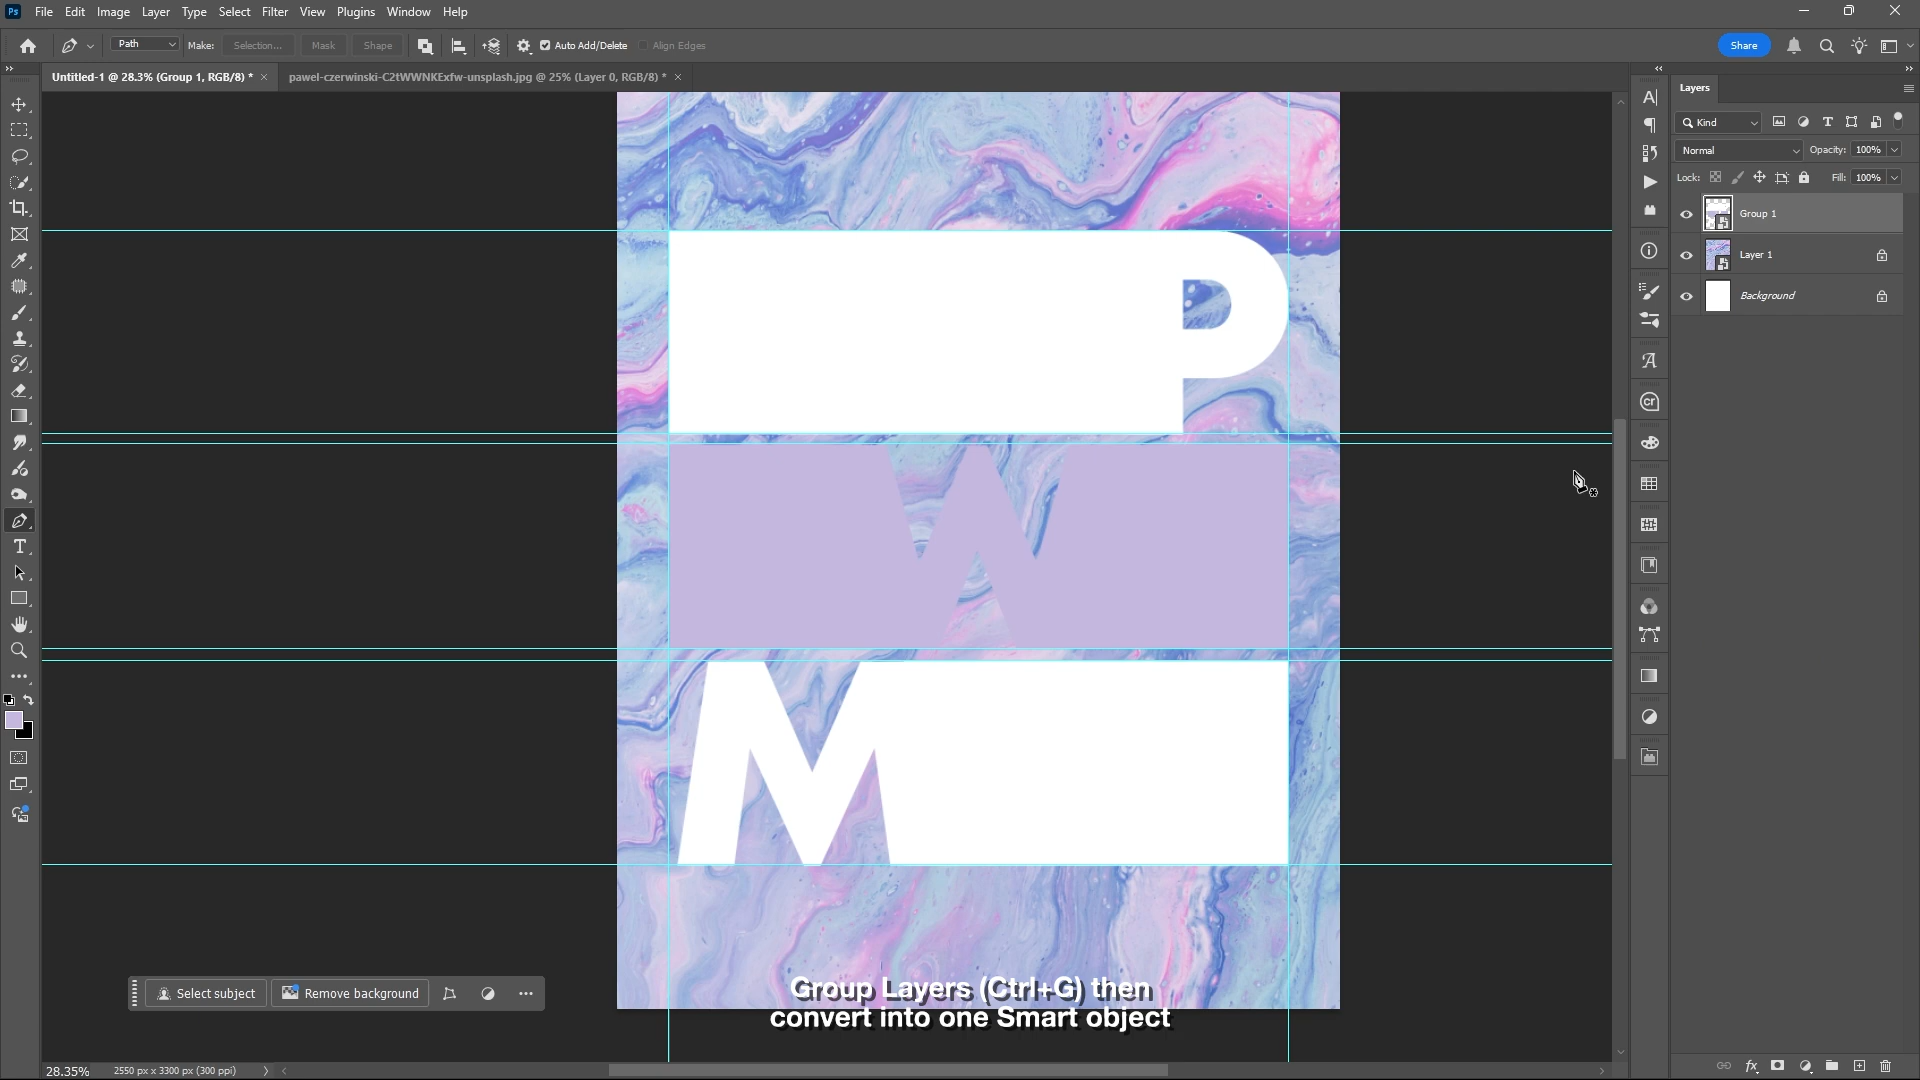 Ps File Edit Image Layer Type Select Filter View Plugins Window Help
Path Make: Selection... Mask Shape Auto Add/Delete Align Edges Share
Untitled-1 @ 28.3% (Group 1, RGB/8) * × pawel-czerwinski-C2tWWNKExfw-unsplash.jpg @ 25% (Layer 0, RGB/8) * ×
Layers
Kind
Normal Opacity: 100%
Lock: Fill: 100%
Group 1
Layer 1
Background
P
W
M
Select subject Remove background
Group Layers (Ctrl+G) then
convert into one Smart object
28.35% 2550 px x 3300 px (300 ppi)